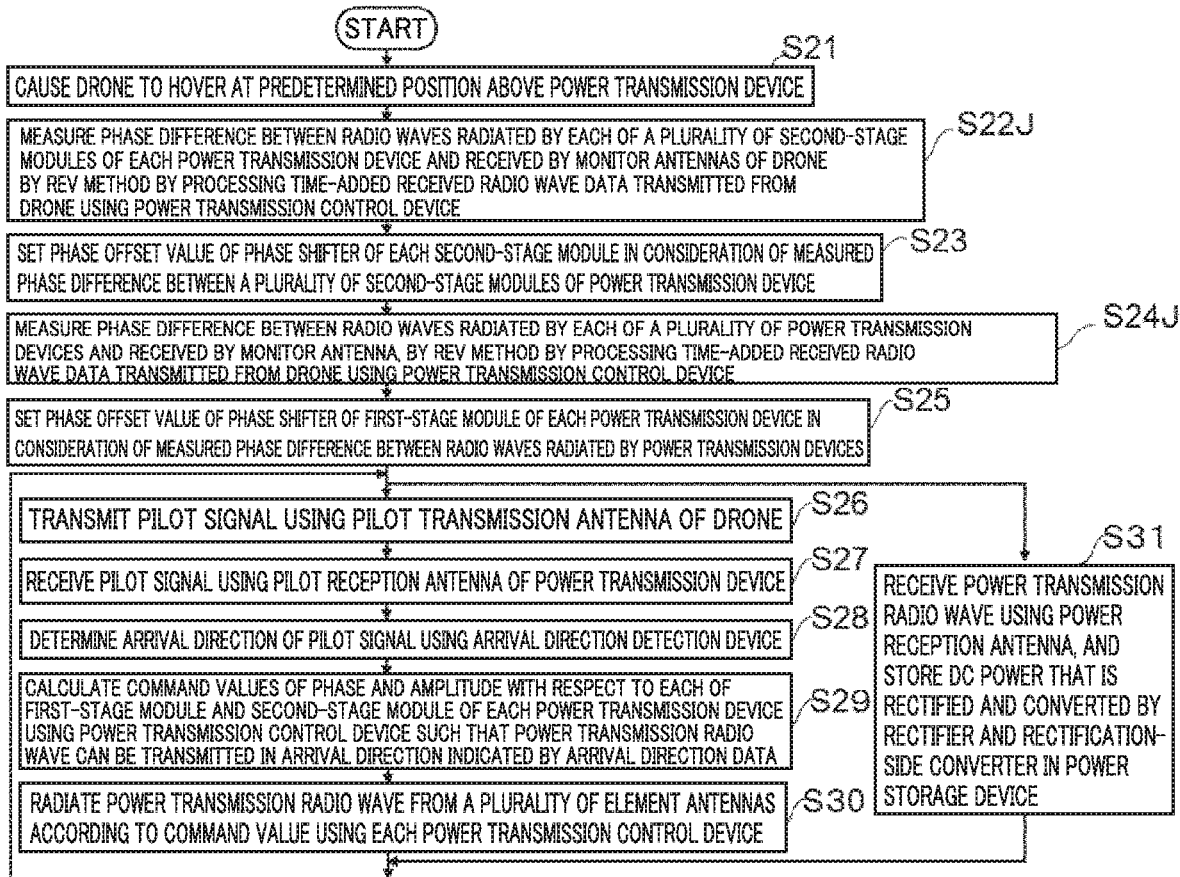 START
S21
CAUSE DRONE TO HOVER AT PREDETERMINED POSITION ABOVE POWER TRANSMISSION DEVICE
S22J
MEASURE PHASE DIFFERENCE BETWEEN RADIO WAVES RADIATED BY EACH OF A PLURALITY OF SECOND-STAGE
MODULES OF EACH POWER TRANSMISSION DEVICE AND RECEIVED BY MONITOR ANTENNAS OF DRONE
BY REV METHOD BY PROCESSING TIME-ADDED RECEIVED RADIO WAVE DATA TRANSMITTED FROM
DRONE USING POWER TRANSMISSION CONTROL DEVICE
S23
SET PHASE OFFSET VALUE OF PHASE SHIFTER OF EACH SECOND-STAGE MODULE IN CONSIDERATION OF MEASURED
PHASE DIFFERENCE BETWEEN A PLURALITY OF SECOND-STAGE MODULES OF POWER TRANSMISSION DEVICE
S24J
MEASURE PHASE DIFFERENCE BETWEEN RADIO WAVES RADIATED BY EACH OF A PLURALITY OF POWER TRANSMISSION
DEVICES AND RECEIVED BY MONITOR ANTENNA, BY REV METHOD BY PROCESSING TIME-ADDED RECEIVED RADIO
WAVE DATA TRANSMITTED FROM DRONE USING POWER TRANSMISSION CONTROL DEVICE
S25
SET PHASE OFFSET VALUE OF PHASE SHIFTER OF FIRST-STAGE MODULE OF EACH POWER TRANSMISSION DEVICE IN
CONSIDERATION OF MEASURED PHASE DIFFERENCE BETWEEN RADIO WAVES RADIATED BY POWER TRANSMISSION DEVICES
S26
TRANSMIT PILOT SIGNAL USING PILOT TRANSMISSION ANTENNA OF DRONE
S27
RECEIVE PILOT SIGNAL USING PILOT RECEPTION ANTENNA OF POWER TRANSMISSION DEVICE
S28
DETERMINE ARRIVAL DIRECTION OF PILOT SIGNAL USING ARRIVAL DIRECTION DETECTION DEVICE
S29
CALCULATE COMMAND VALUES OF PHASE AND AMPLITUDE WITH RESPECT TO EACH OF
FIRST-STAGE MODULE AND SECOND-STAGE MODULE OF EACH POWER TRANSMISSION DEVICE
USING POWER TRANSMISSION CONTROL DEVICE SUCH THAT POWER TRANSMISSION RADIO
WAVE CAN BE TRANSMITTED IN ARRIVAL DIRECTION INDICATED BY ARRIVAL DIRECTION DATA
S30
RADIATE POWER TRANSMISSION RADIO WAVE FROM A PLURALITY OF ELEMENT ANTENNAS
ACCORDING TO COMMAND VALUE USING EACH POWER TRANSMISSION CONTROL DEVICE
S31
RECEIVE POWER TRANSMISSION
RADIO WAVE USING POWER
RECEPTION ANTENNA, AND
STORE DC POWER THAT IS
RECTIFIED AND CONVERTED BY
RECTIFIER AND RECTIFICATION-
SIDE CONVERTER IN POWER
STORAGE DEVICE